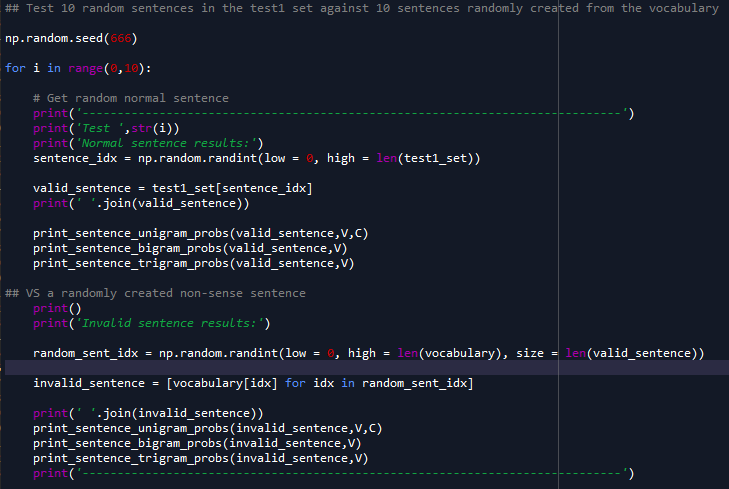 ## Test 10 random sentences in the test1 set against 10 sentences randomly created from the vocabulary
np.random.seed(666)
for i in range(0,10):
# Get random normal sentence
print('---------------------------------------------------------------------------')
print('Test ',str(i))
print('Normal sentence results:')
sentence_idx = np.random.randint(low = 0, high = len(test1_set))
valid_sentence = test1_set[sentence_idx]
print(' '.join(valid_sentence))
print_sentence_unigram_probs(valid_sentence,V,C)
print_sentence_bigram_probs(valid_sentence,V)
print_sentence_trigram_probs(valid_sentence,V)
## VS a randomly created non-sense sentence
print()
print('Invalid sentence results:')
random_sent_idx = np.random.randint(low = 0, high = len(vocabulary), size = len(valid_sentence))
invalid_sentence = [vocabulary[idx] for idx in random_sent_idx]
print(' '.join(invalid_sentence))
print_sentence_unigram_probs(invalid_sentence,V,C)
print_sentence_bigram_probs(invalid_sentence,V)
print_sentence_trigram_probs(invalid_sentence,V)
print('---------------------------------------------------------------------------')